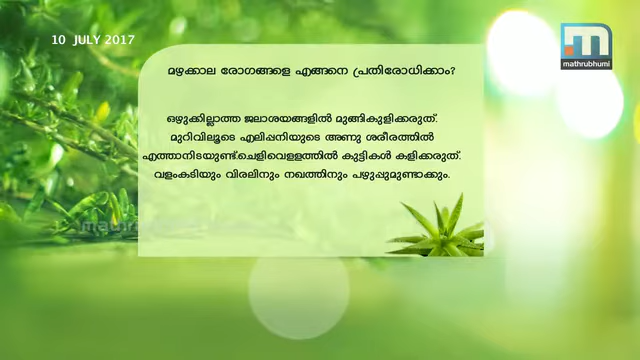 10 JULY 2017
mathrubhumi
മഴക്കാല രോഗങ്ങളെ എങ്ങനെ പ്രതിരോധിക്കാം?
ഒഴുക്കില്ലാത്ത ജലാശയങ്ങളിൽ മുങ്ങികുളിക്കരുത്.
മുറിവിലൂടെ എലിപ്പനിയുടെ അണു ശരീരത്തിൽ
എത്താനിടയുണ്ട്.ചെളിവെളളത്തിൽ കുട്ടികൾ കളിക്കരുത്.
വളംകടിയും വിരലിനും നഖത്തിനും പഴുപ്പുമുണ്ടാക്കും.